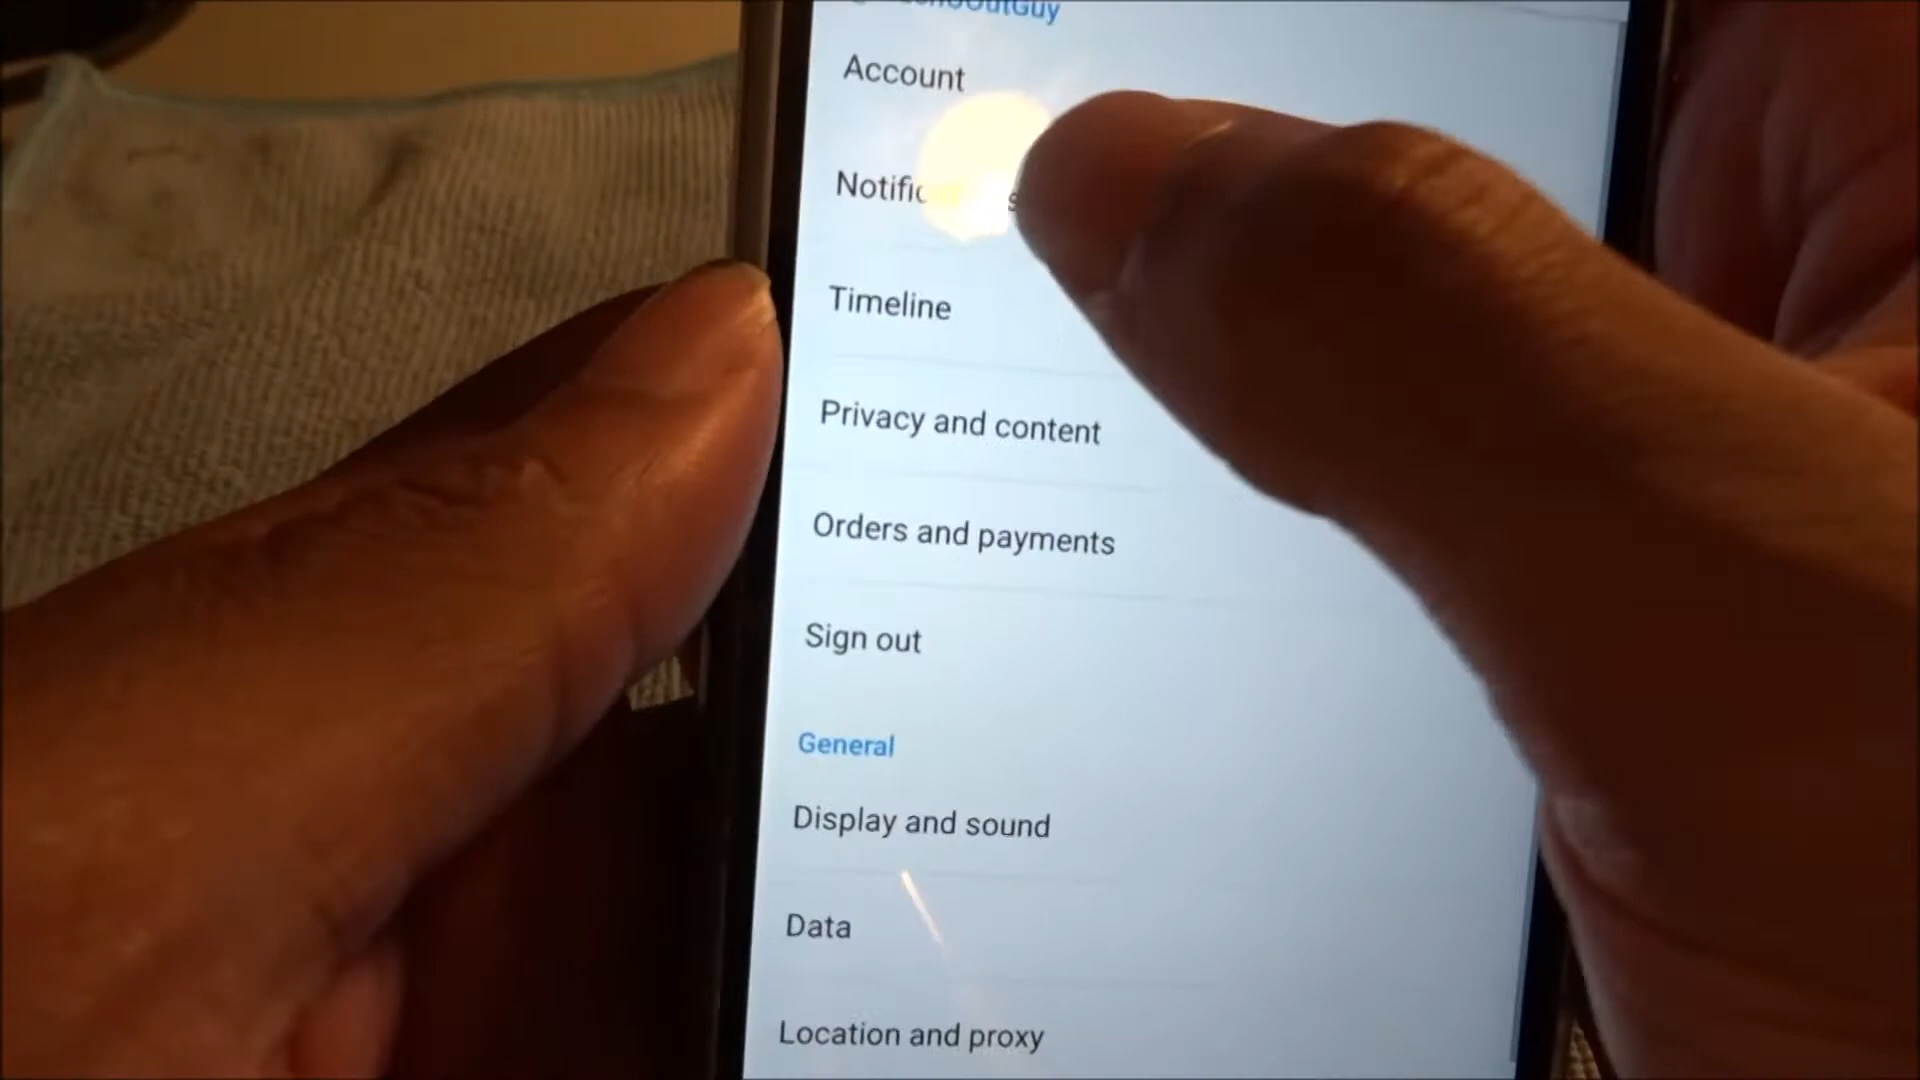 Account
Timeline
Privacy and content
Orders and payments
Sign out
General
Display and sound
Data
Location and proxy